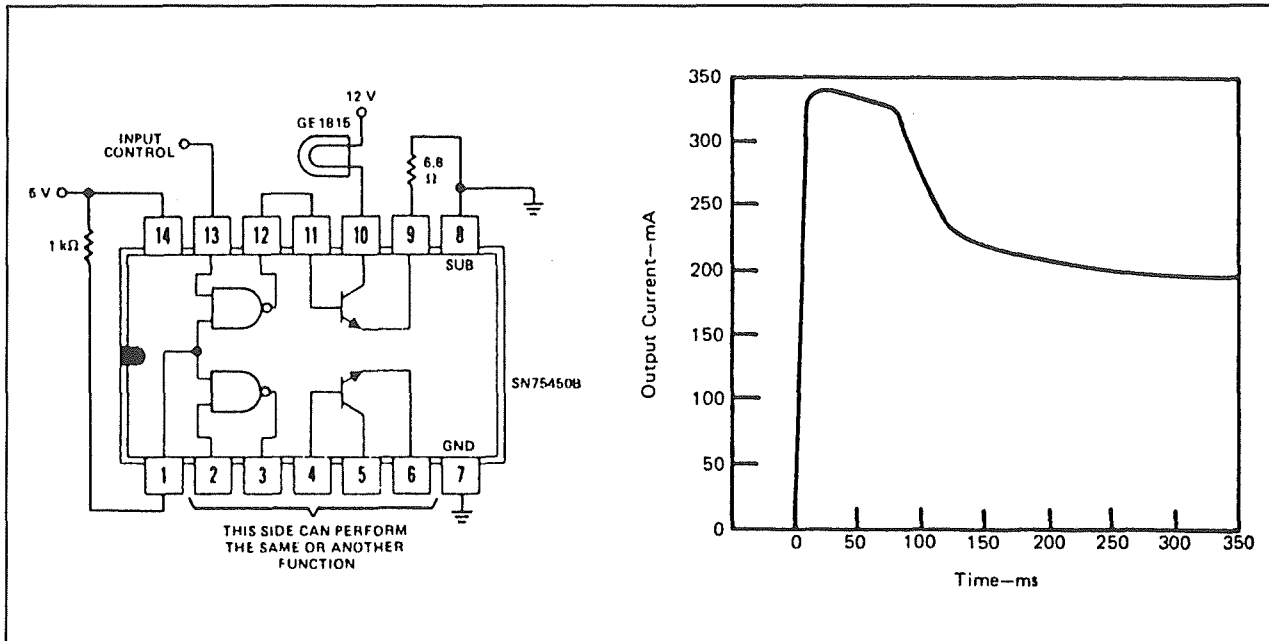 12 V
GE1815
INPUT
CONTROL
6.8
Ω
5 V
1 kΩ
14
13
12
11
10
9
8
SUB
SN75450B
GND
1
2
3
4
5
6
7
THIS SIDE CAN PERFORM
THE SAME OR ANOTHER
FUNCTION
Output Current—mA
350
300
250
200
150
100
50
0
0 50 100 150 200 250 300 350
Time—ms